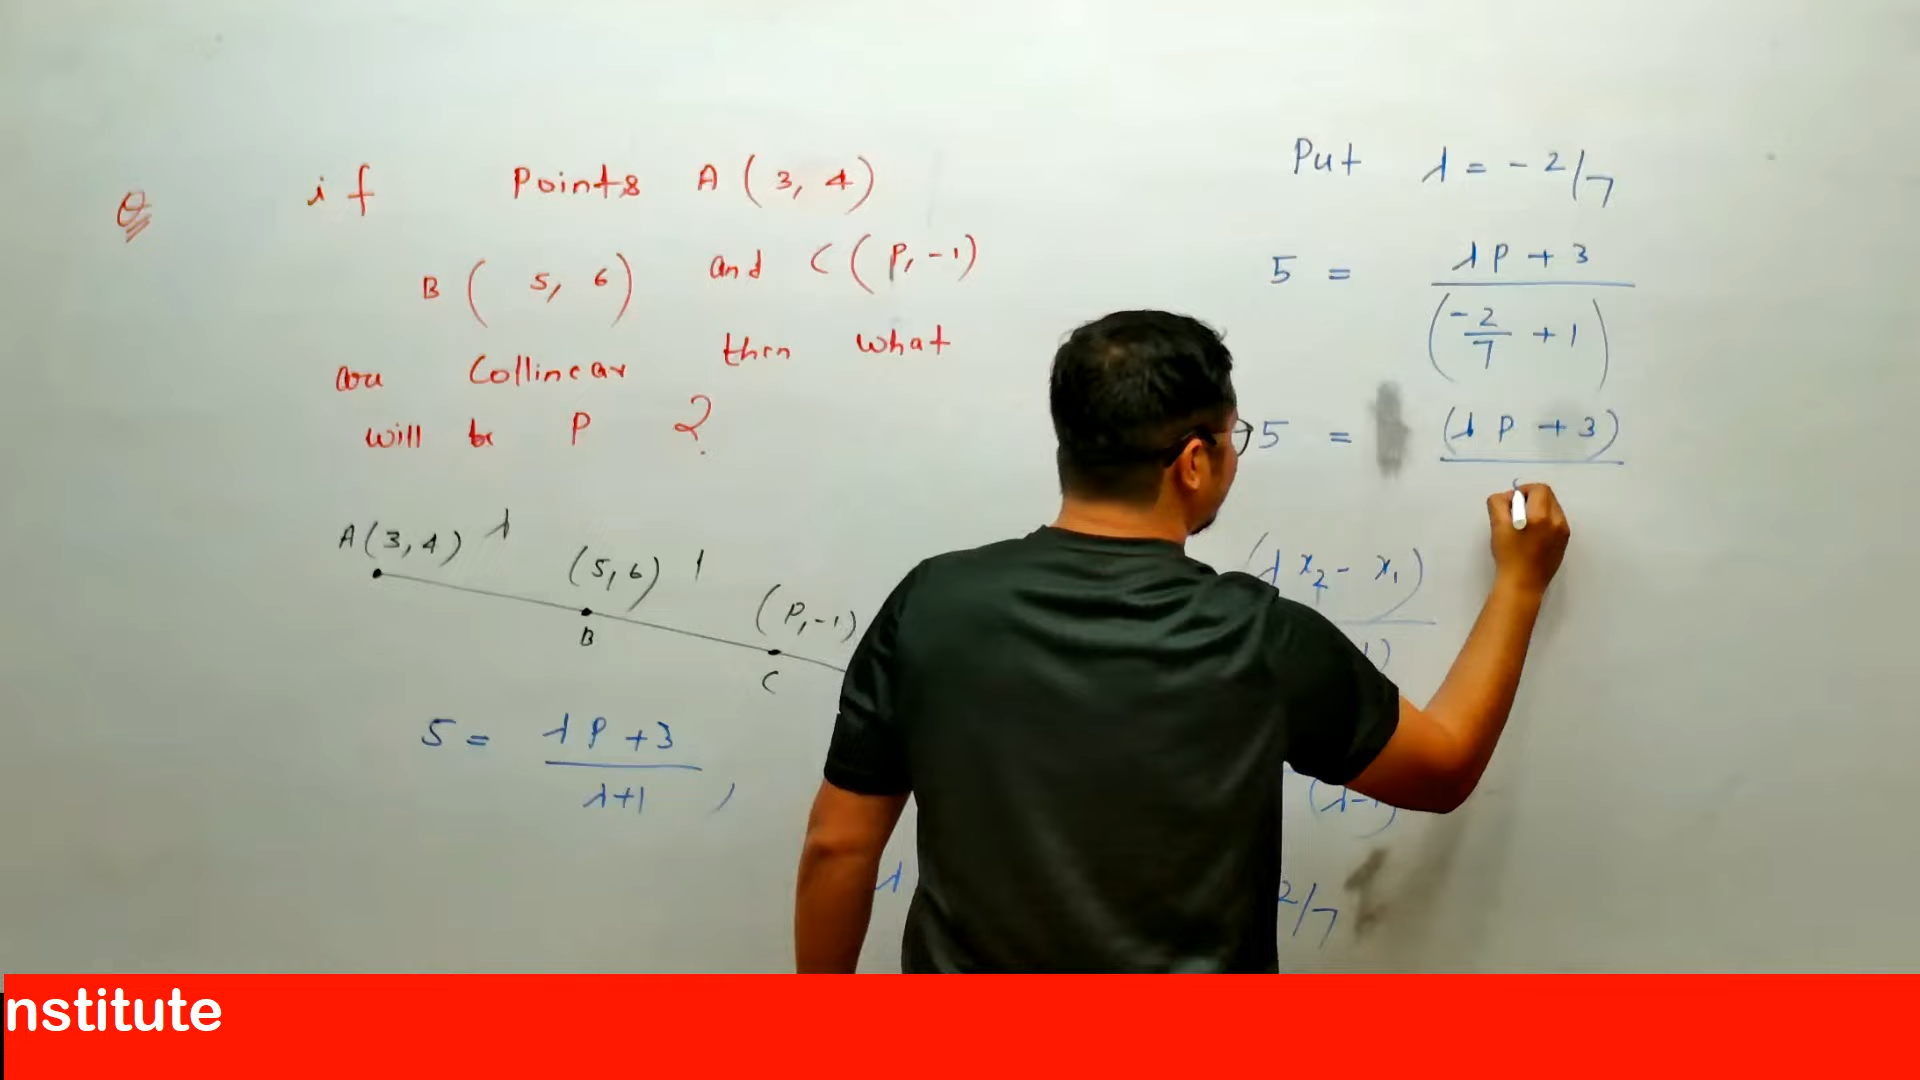 Q if Points A (3, 4)
B ( 5, 6) and C (P, -1)
are Collinear then what
will be P ?
A(3, 4) λ
(5, 6) 1
(P, -1)
B
C
5 = λP + 3 / λ+1 ,
λ
Put λ = - 2/7
5 = λP + 3 / (-2/7 + 1)
5 = (λP + 3)
(λ x₂ - x₁)
(λ-1)
2/7
nstitute